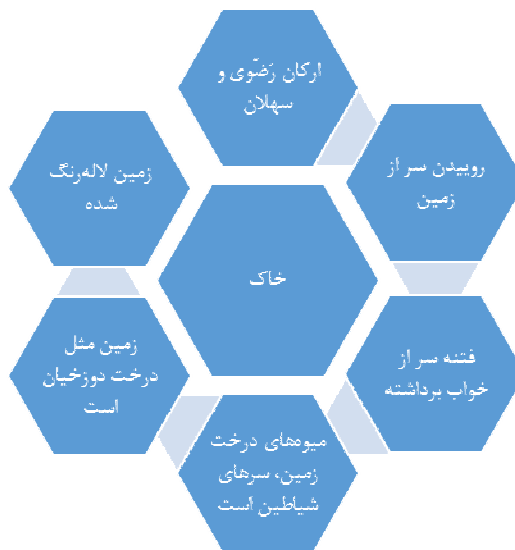 ارکان رَضَّوی و
سهلان
روییدن سر از
زمین
فتنه سر از
خواب برداشته
میوه‌های درخت
زمین، سرهای
شیاطین است
زمین مثل
درخت دوزخیان
است
زمین لاله‌رنگ
شده
خاک